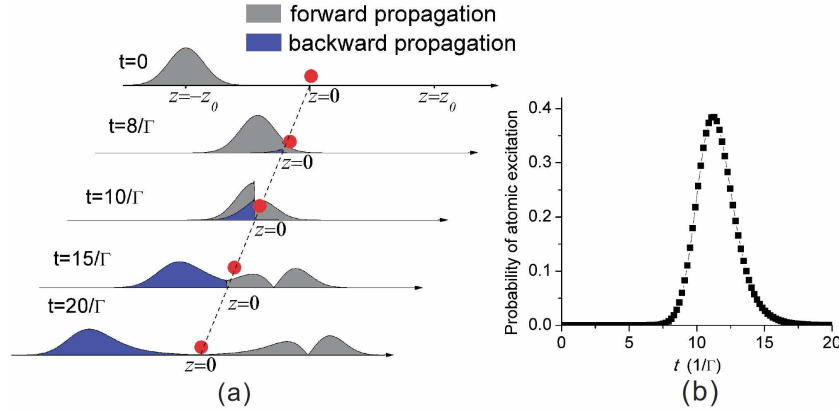 forward propagation
backward propagation
t=0
z=-z₀
z=0
z=z₀
t=8/Γ
z=0
t=10/Γ
z=0
t=15/Γ
z=0
t=20/Γ
z=0
(a)
Probability of atomic excitation
0.4
0.3
0.2
0.1
0.0
0
5
10
15
20
t (1/Γ)
(b)